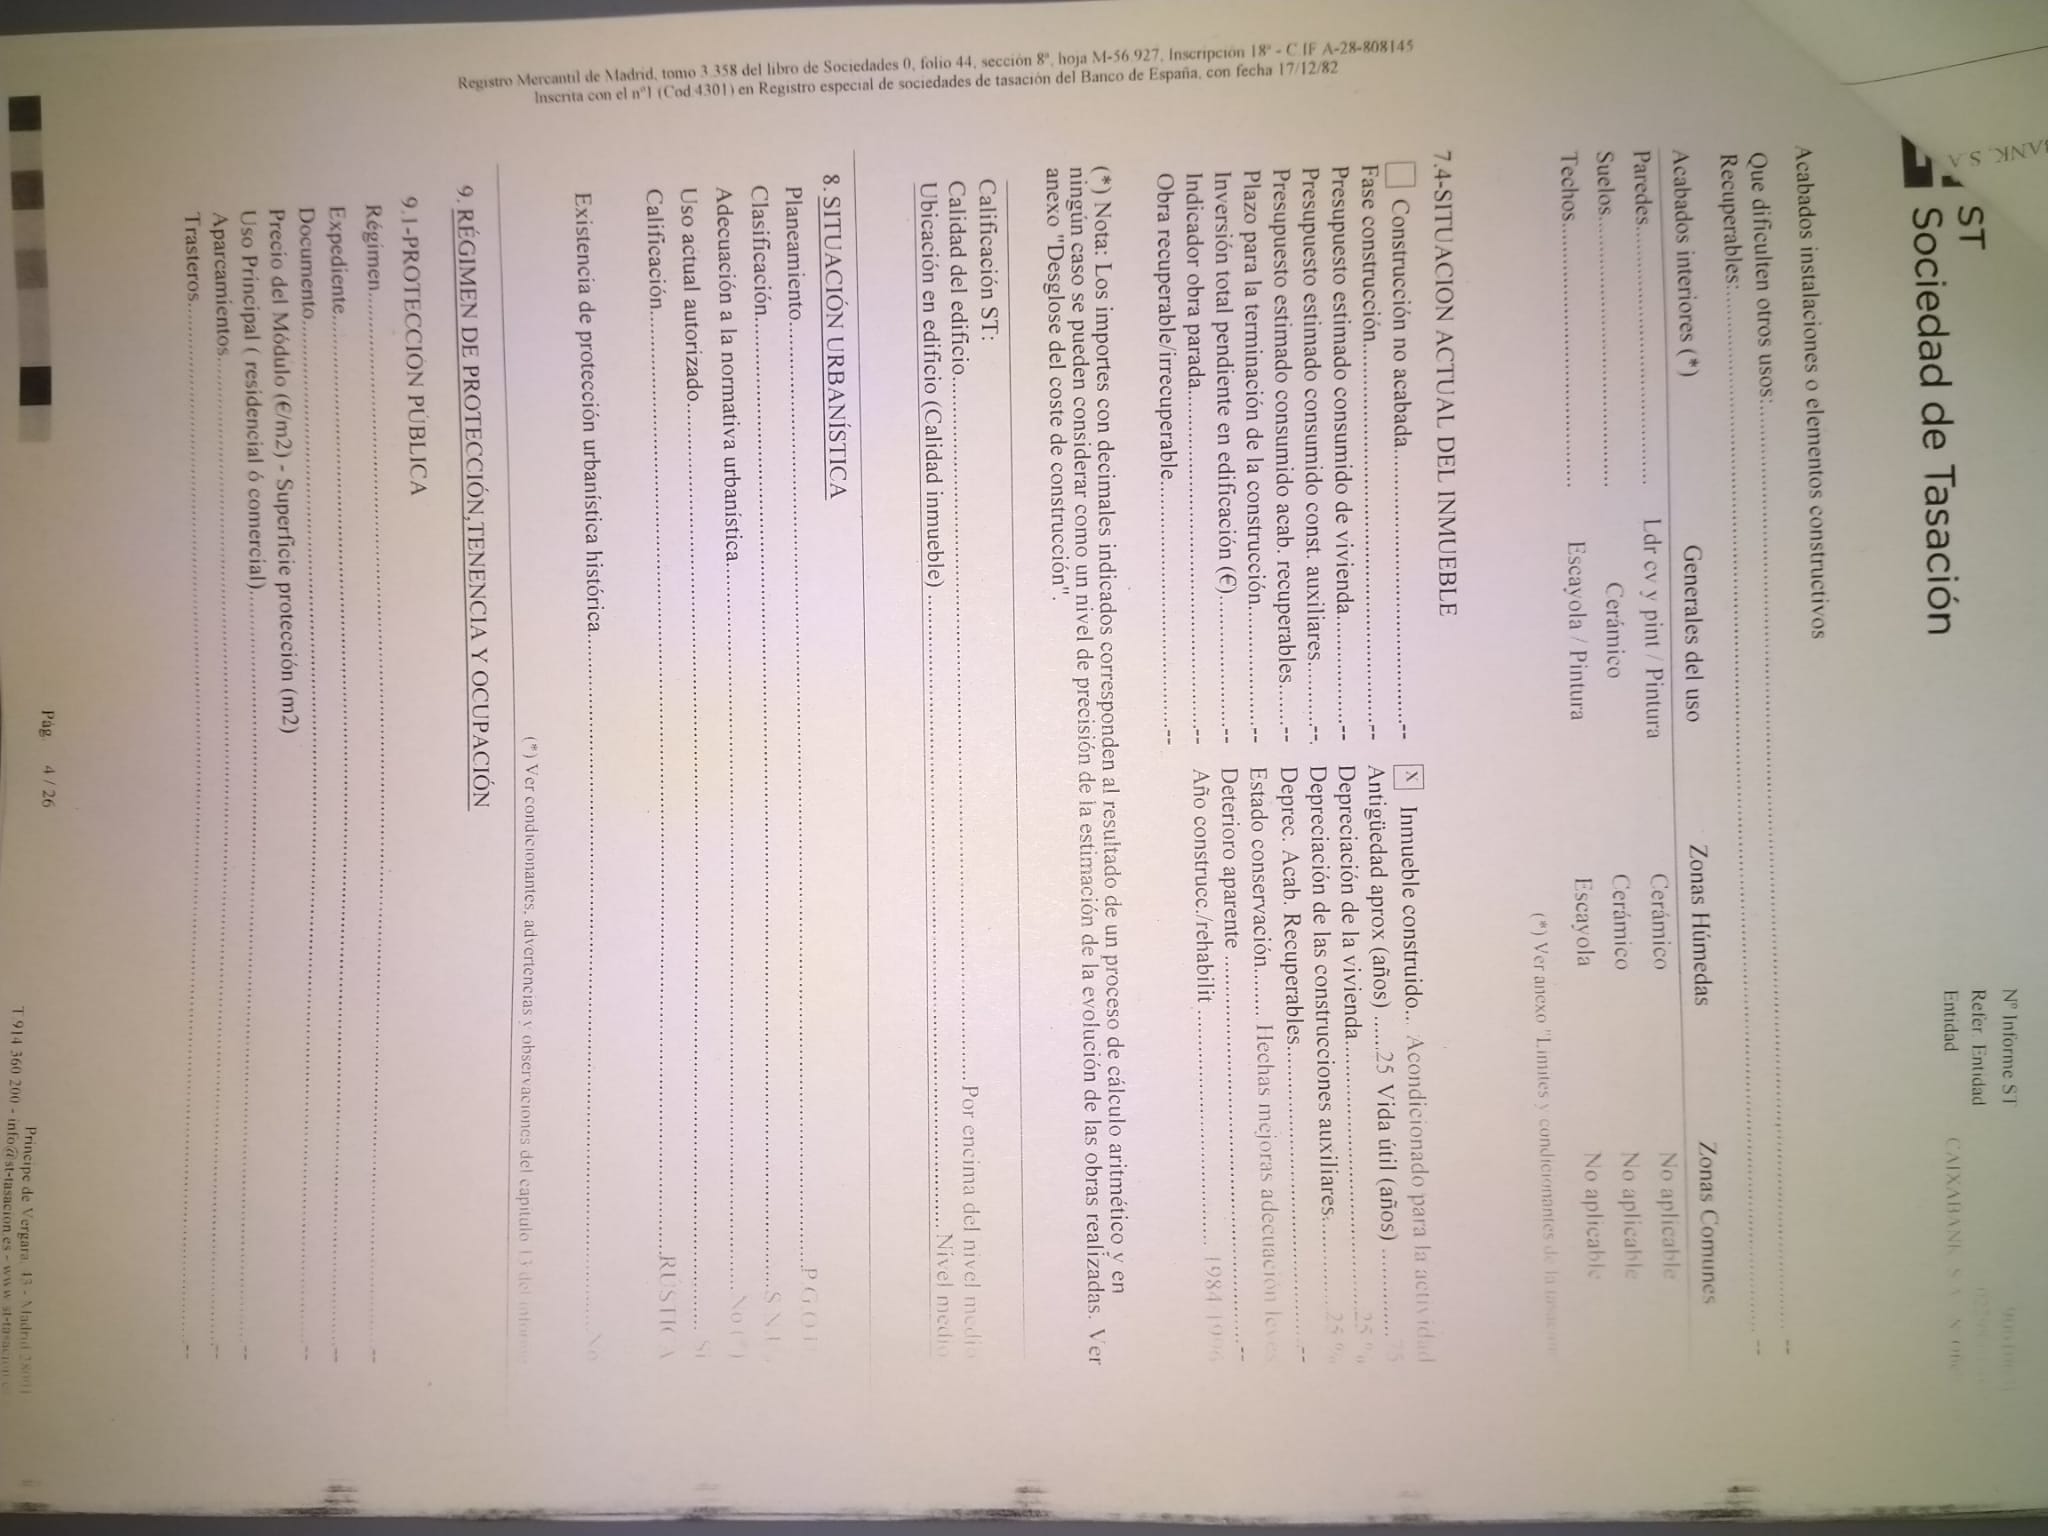 ANK, S.A
ST
Sociedad de Tasación
Nº Informe ST
Refer. Entidad
Entidad CAIXABANK, S.A.
Acabados instalaciones o elementos constructivos
Que dificulten otros usos:.......... --
Recuperables:.......... --
Acabados interiores (*) Generales del uso Zonas Húmedas Zonas Comunes
Paredes.......... Ldr cv y pint / Pintura Cerámico No aplicable
Suelos.......... Cerámico Cerámico No aplicable
Techos.......... Escayola / Pintura Escayola No aplicable
(*) Ver anexo "Limites y condicionantes de la tasación
7.4-SITUACION ACTUAL DEL INMUEBLE
Construcción no acabada..........-- X Inmueble construido... Acondicionado para la actividad
Fase construcción..........-- Antigüedad aprox (años) ......25 Vida útil (años) .......... 75
Presupuesto estimado consumido de vivienda..........-- Depreciación de la vivienda..........25 %
Presupuesto estimado consumido const. auxiliares..........--. Depreciación de las construcciones auxiliares:..........25 %
Presupuesto estimado consumido acab. recuperables......-- Deprec. Acab. Recuperables..........--
Plazo para la terminación de la construcción..........-- Estado conservación....... Hechas mejoras adecuación leves
Inversión total pendiente en edificación (€)..........-- Deterioro aparente ..........--
Indicador obra parada..........-- Año construcc./rehabilit .......... 1984/1996
Obra recuperable/irrecuperable..........--
(*) Nota: Los importes con decimales indicados corresponden al resultado de un proceso de cálculo aritmético y en
ningún caso se pueden considerar como un nivel de precisión de la estimación de la evolución de las obras realizadas. Ver
anexo "Desglose del coste de construcción".
Calificación ST:
Calidad del edificio..........Por encima del nivel medio
Ubicación en edificio (Calidad inmueble) ..........Nivel medio
8. SITUACIÓN URBANÍSTICA
Planeamiento..........P.G.O.U
Clasificación..........S.N.U.
Adecuación a la normativa urbanística..........No (*)
Uso actual autorizado.......... Si
Calificación..........RÚSTICA
Existencia de protección urbanística histórica.......... No
(*) Ver condicionantes, advertencias y observaciones del capítulo 13 del informe
9. RÉGIMEN DE PROTECCIÓN,TENENCIA Y OCUPACIÓN
9.1-PROTECCIÓN PÚBLICA
Régimen..........--
Expediente..........--
Documento..........--
Precio del Módulo (€/m2) - Superficie protección (m2)
Uso Principal ( residencial ó comercial)..........--
Aparcamientos..........--
Trasteros..........--
Pág. 4 / 26
Principe de Vergara, 43 - Madrid 28001
T 914 360 200 - info@st-tasacion.es - www.st-tasacion.es
Registro Mercantil de Madrid, tomo 3.358 del libro de Sociedades 0, folio 44, sección 8ª, hoja M-56.927, Inscripción 18ª - C.IF A-28-808145
Inscrita con el nº1 (Cod.4301) en Registro especial de sociedades de tasación del Banco de España, con fecha 17/12/82